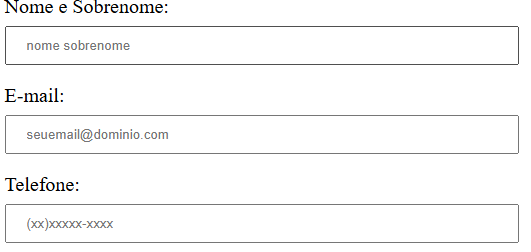 Nome e Sobrenome:
nome sobrenome
E-mail:
seuemail@dominio.com
Telefone:
(xx)xxxxx-xxxx